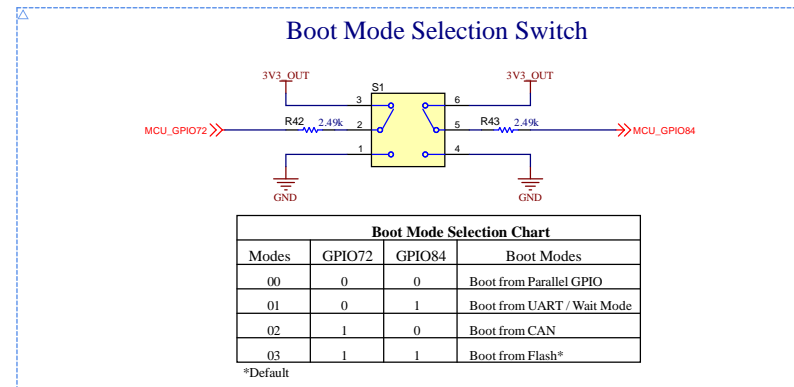 Boot Mode Selection Switch
3V3_OUT 3V3_OUT
S1
3 6
MCU_GPIO72 R42 2.49k 2 5 R43 2.49k MCU_GPIO84
1 4
GND GND
Boot Mode Selection Chart
Modes GPIO72 GPIO84 Boot Modes
00 0 0 Boot from Parallel GPIO
01 0 1 Boot from UART / Wait Mode
02 1 0 Boot from CAN
03 1 1 Boot from Flash*
*Default